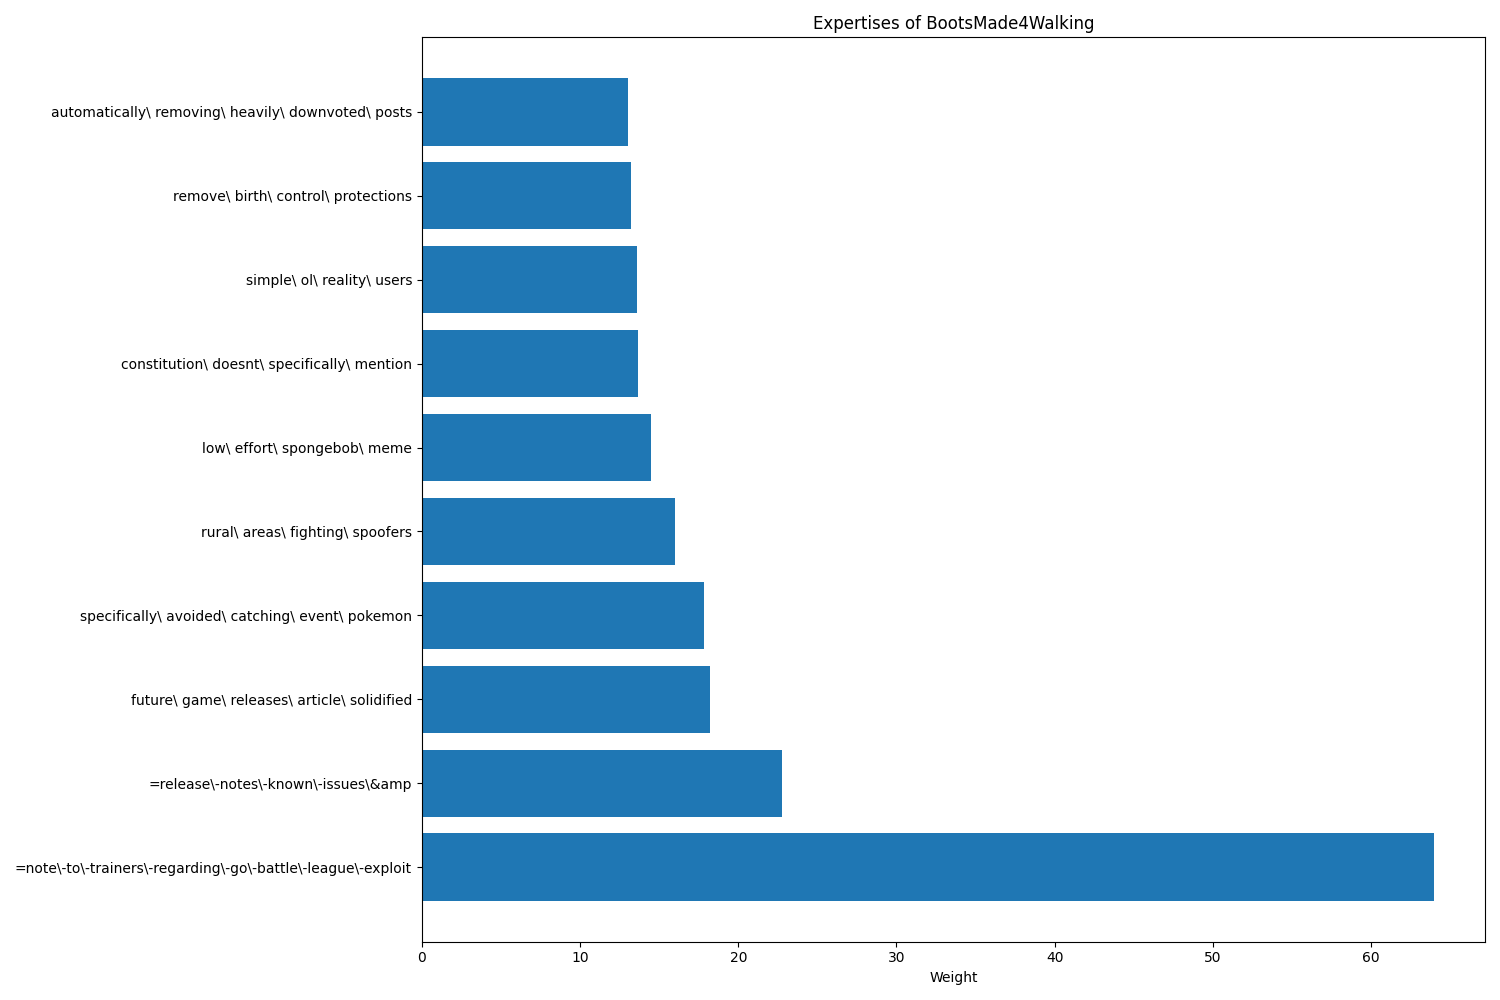 Expertises of BootsMade4Walking
automatically\ removing\ heavily\ downvoted\ posts
remove\ birth\ control\ protections
simple\ ol\ reality\ users
constitution\ doesnt\ specifically\ mention
low\ effort\ spongebob\ meme
rural\ areas\ fighting\ spoofers
specifically\ avoided\ catching\ event\ pokemon
future\ game\ releases\ article\ solidified
=release\-notes\-known\-issues\&amp
=note\-to\-trainers\-regarding\-go\-battle\-league\-exploit
0 10 20 30 40 50 60
Weight